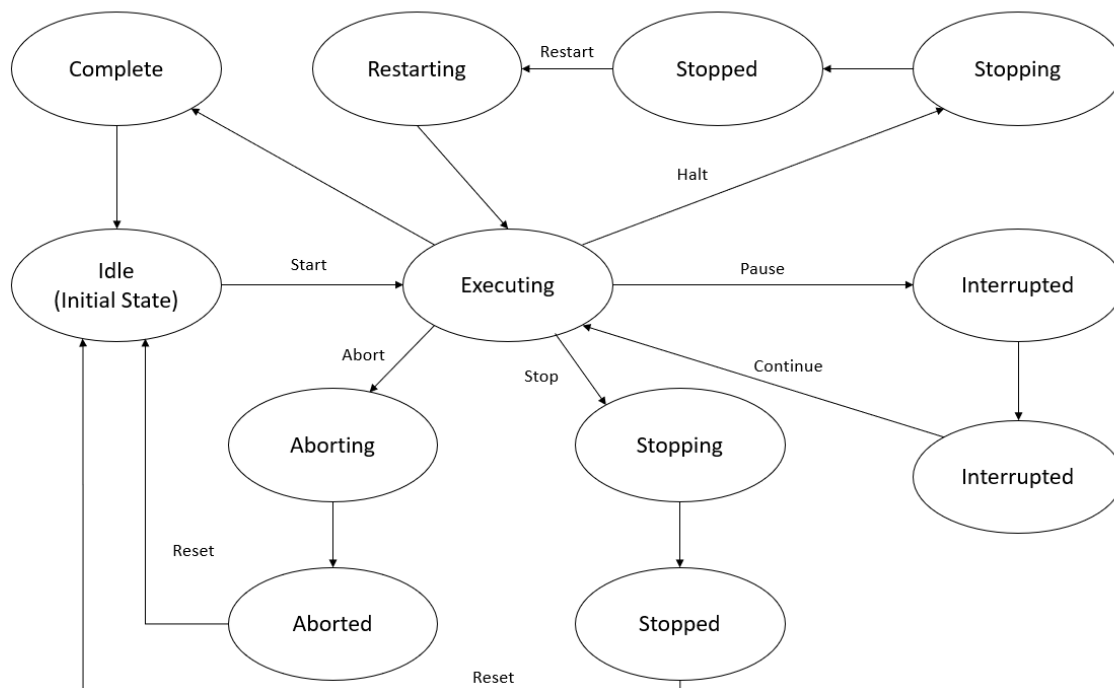 Complete
Restarting
Restart
Stopped
Stopping
Halt
Idle
(Initial State)
Start
Executing
Pause
Interrupted
Abort
Stop
Continue
Aborting
Stopping
Interrupted
Reset
Aborted
Stopped
Reset